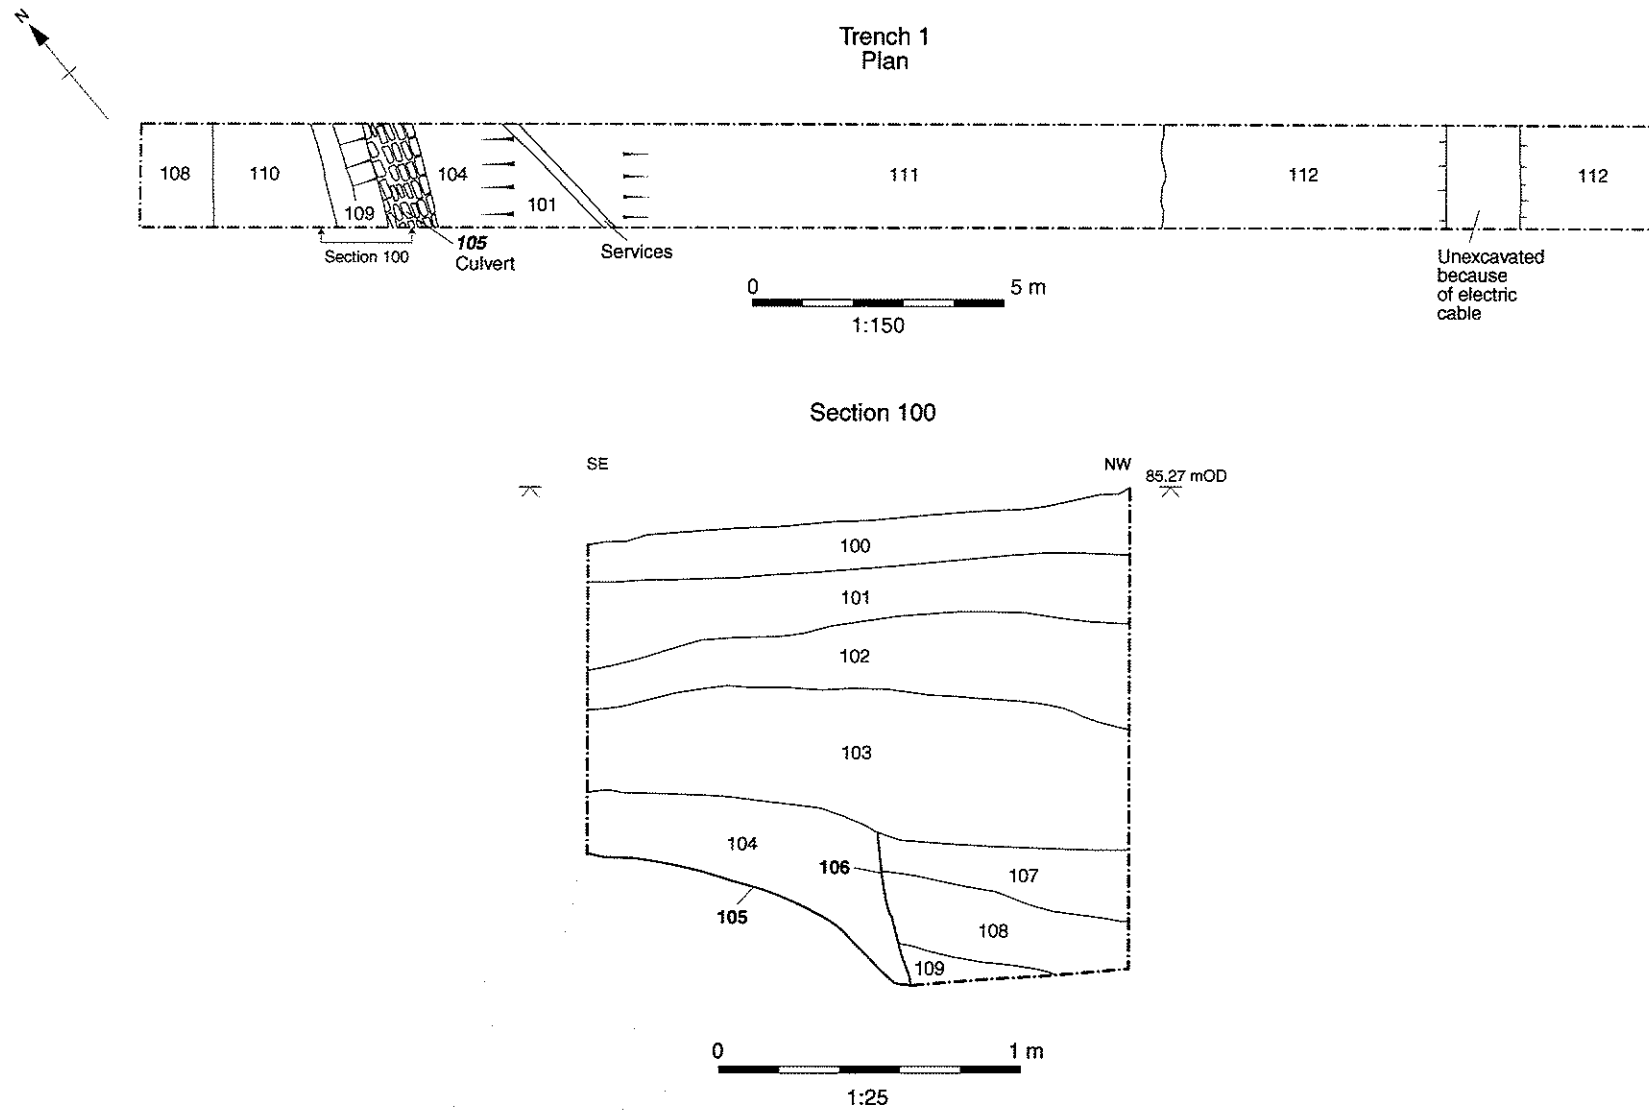 N
Trench 1
Plan
108
110
109
104
101
111
112
112
Section 100
105
Culvert
Services
Unexcavated
because
of electric
cable
0
5 m
1:150
Section 100
SE
NW
85.27 mOD
100
101
102
103
104
106
107
105
108
109
0
1 m
1:25